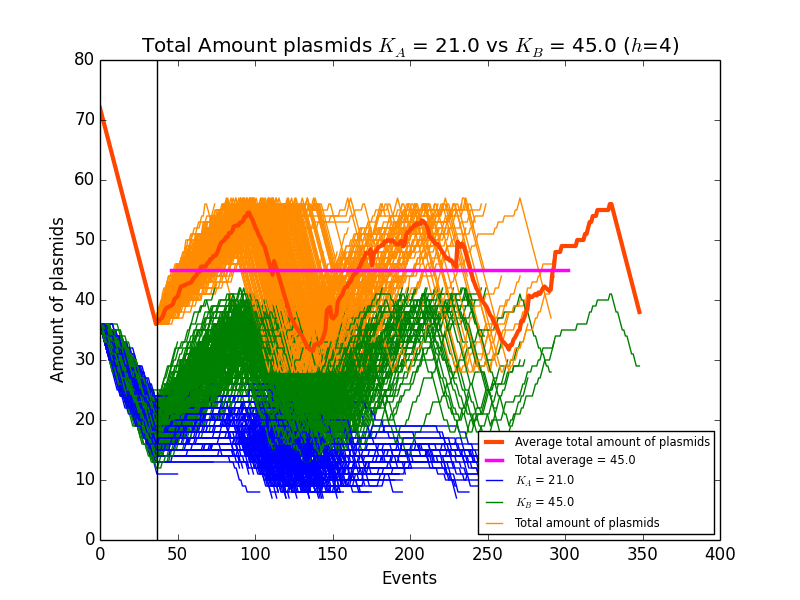 Total Amount plasmids K_A = 21.0 vs K_B = 45.0 (h=4)
80
70
60
50
40
30
20
10
0
Amount of plasmids
0 50 100 150 200 250 300 350 400
Events
Average total amount of plasmids
Total average = 45.0
K_A = 21.0
K_B = 45.0
Total amount of plasmids